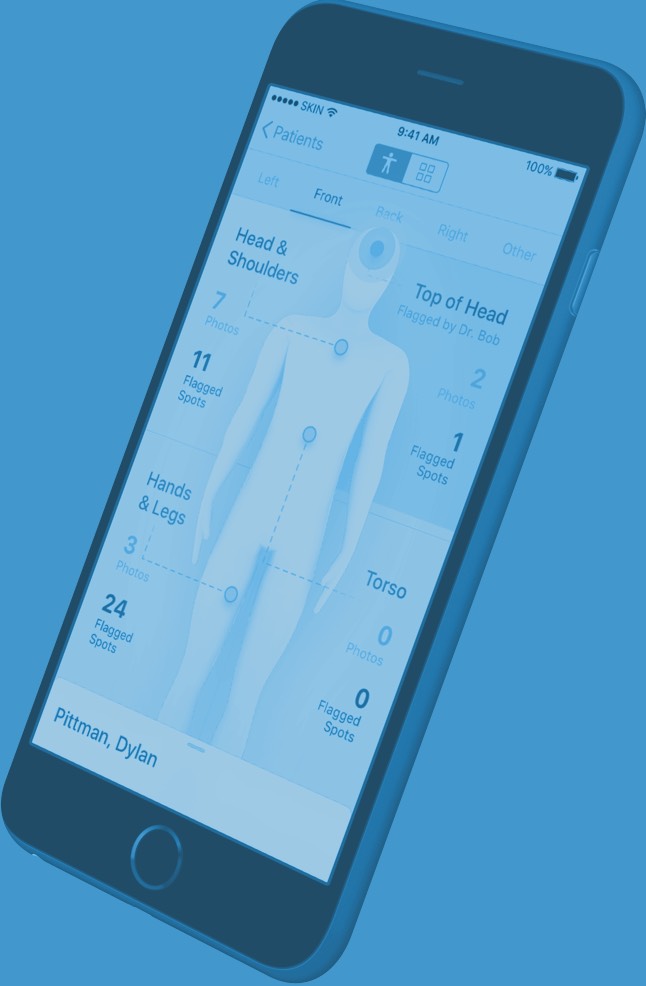 SKIN
9:41 AM
100%
Patients
Left
Front
Back
Right
Other
Head &
Shoulders
7
Photos
11
Flagged
Spots
Top of Head
Flagged by Dr. Bob
2
Photos
1
Flagged
Spots
Hands
& Legs
3
Photos
24
Flagged
Spots
Torso
0
Photos
0
Flagged
Spots
Pittman, Dylan